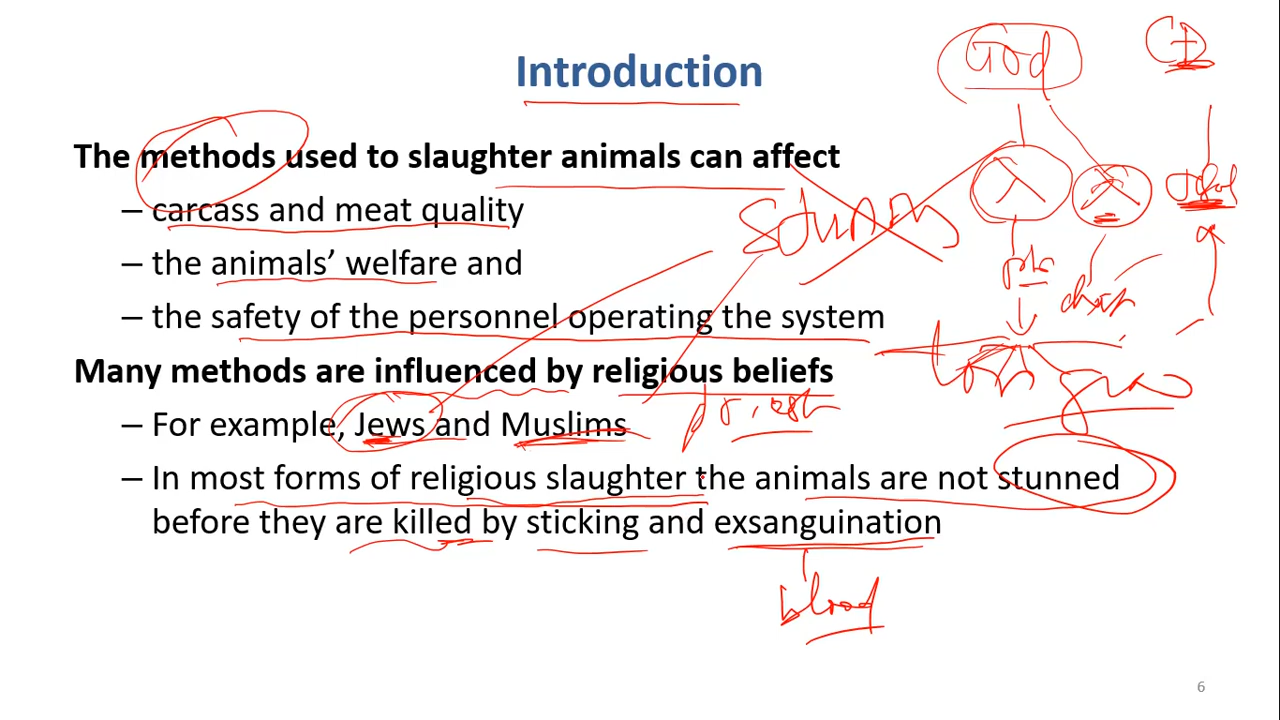 Introduction
God
The methods used to slaughter animals can affect
– carcass and meat quality
– the animals' welfare and
– the safety of the personnel operating the system
Many methods are influenced by religious beliefs
– For example, Jews and Muslims
priest
– In most forms of religious slaughter the animals are not stunned
before they are killed by sticking and exsanguination
blood
6